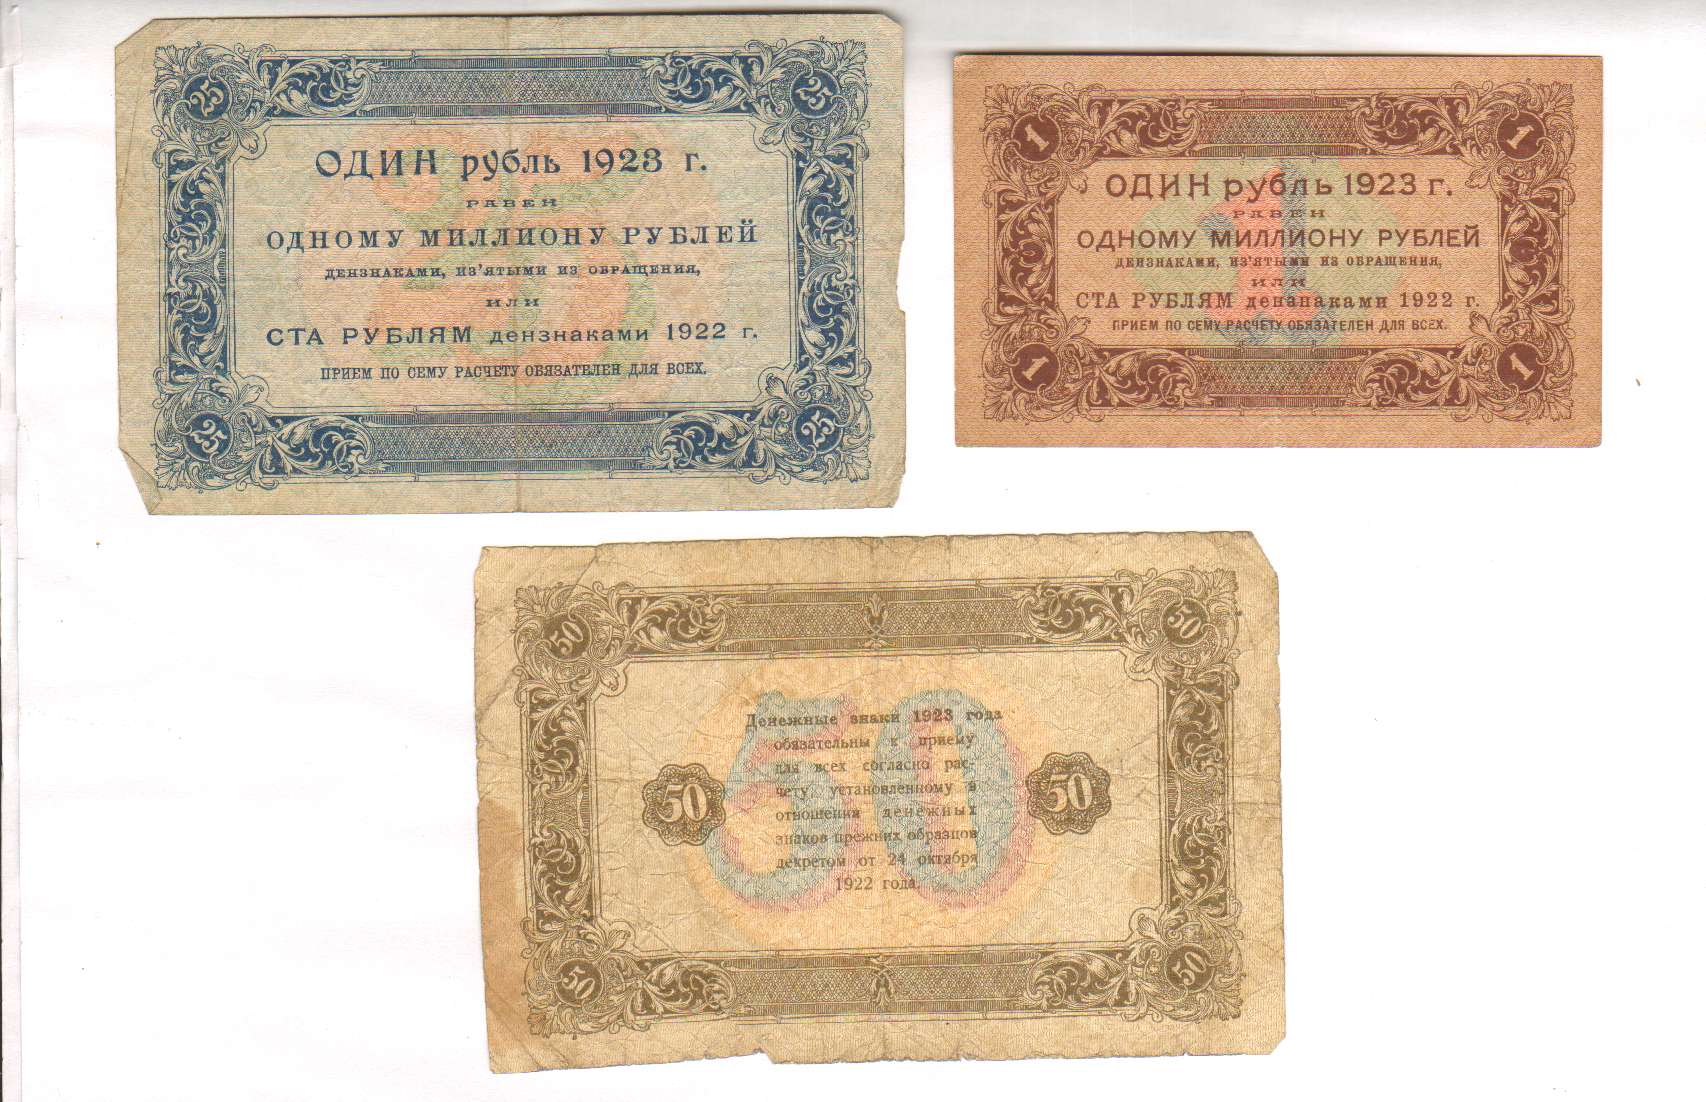 25 25
ОДИН рубль 1923 г.
РАВЕН
ОДНОМУ МИЛЛИОНУ РУБЛЕЙ
ДЕНЗНАКАМИ, ИЗ'ЯТЫМИ ИЗ ОБРАЩЕНИЯ,
ИЛИ
СТА РУБЛЯМ дензнаками 1922 г.
ПРИЕМ ПО СЕМУ РАСЧЕТУ ОБЯЗАТЕЛЕН ДЛЯ ВСЕХ.
25 25
25
1 1
ОДИН рубль 1923 г.
РАВЕН
ОДНОМУ МИЛЛИОНУ РУБЛЕЙ
ДЕНЗНАКАМИ, ИЗ'ЯТЫМИ ИЗ ОБРАЩЕНИЯ,
ИЛИ
СТА РУБЛЯМ дензнаками 1922 г.
ПРИЕМ ПО СЕМУ РАСЧЕТУ ОБЯЗАТЕЛЕН ДЛЯ ВСЕХ.
1 1
1
50 50
Денежные знаки 1923 года
обязательны к приему
для всех согласно рас-
чету, установленному в
отношении денежных
знаков прежних образцов
декретом от 24 октября
1922 года.
50 50
50
50 50